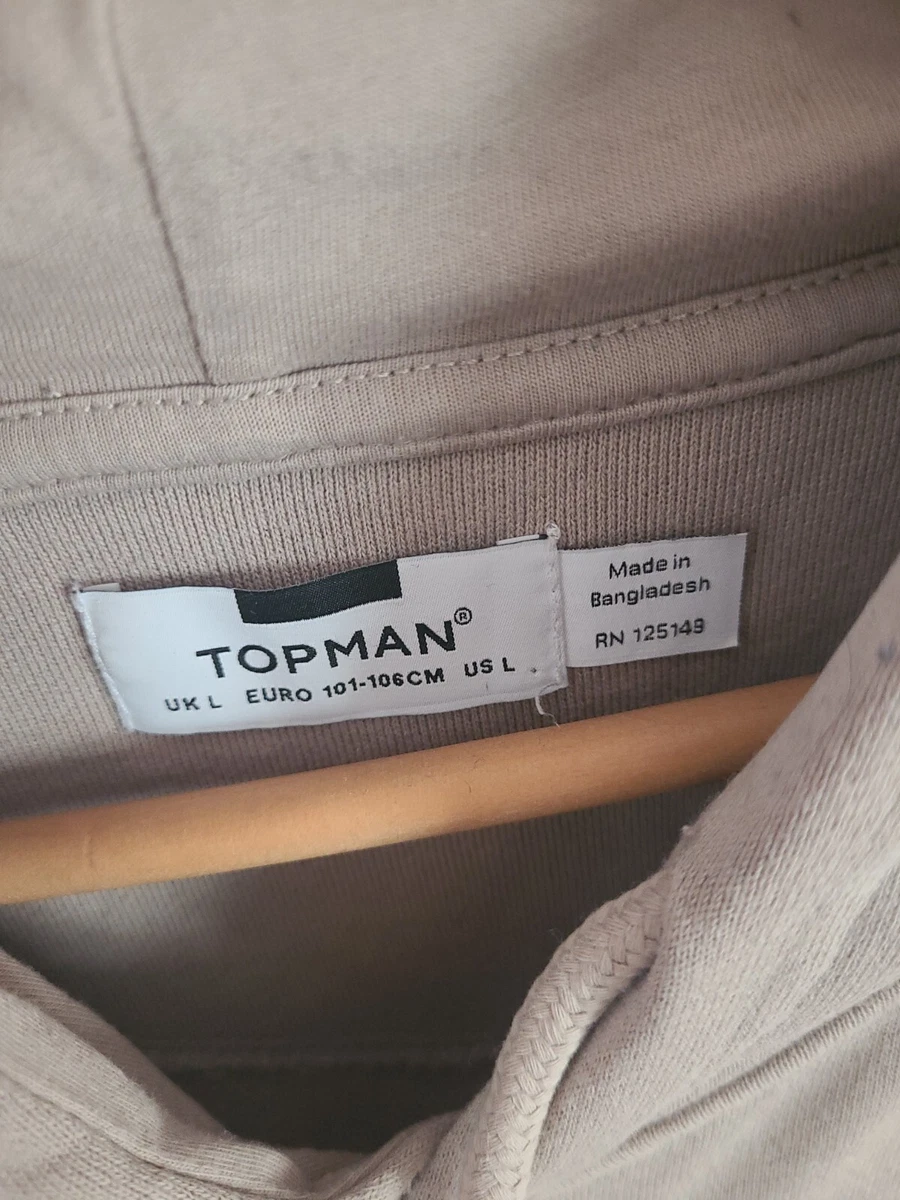 TOPMAN®
UK L EURO 101-106CM US L
Made in
Bangladesh
RN 125149